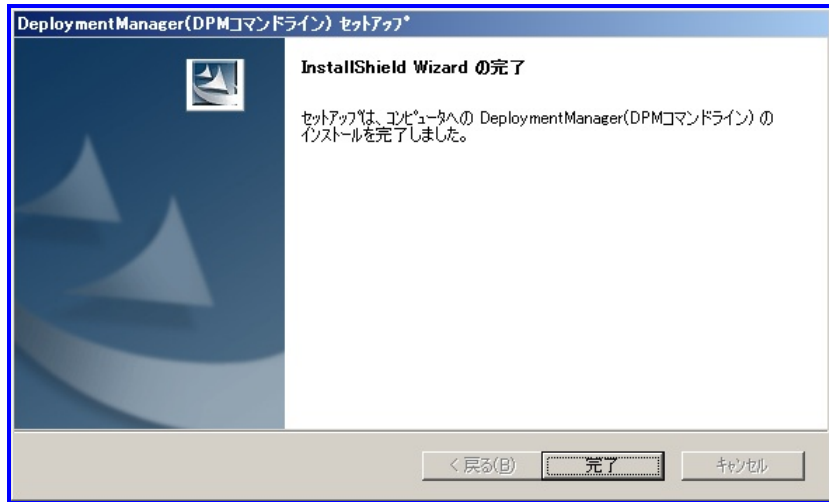 DeploymentManager(DPMコマンドライン) セットアップ
InstallShield Wizard の完了
セットアップは、コンピュータへの DeploymentManager(DPMコマンドライン) の
インストールを完了しました。
< 戻る(B)
完了
キャンセル